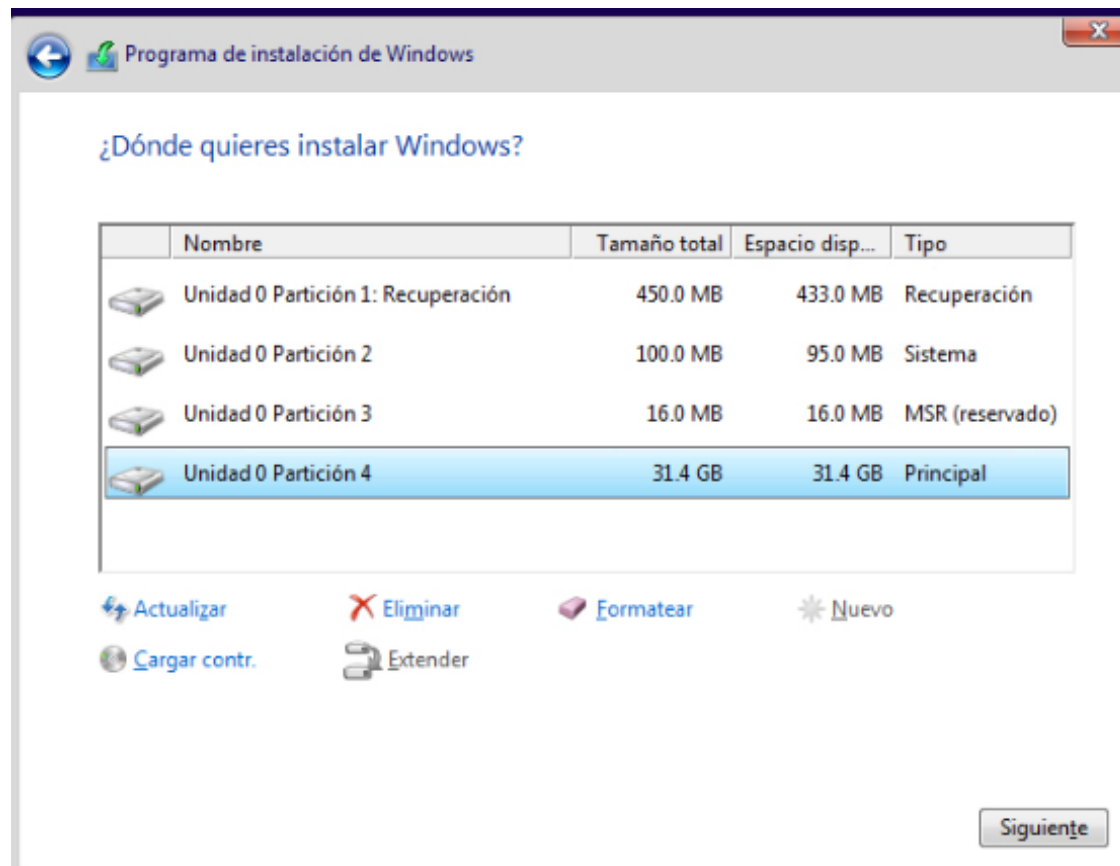 Programa de instalación de Windows
¿Dónde quieres instalar Windows?
Nombre Tamaño total Espacio disp... Tipo
Unidad 0 Partición 1: Recuperación 450.0 MB 433.0 MB Recuperación
Unidad 0 Partición 2 100.0 MB 95.0 MB Sistema
Unidad 0 Partición 3 16.0 MB 16.0 MB MSR (reservado)
Unidad 0 Partición 4 31.4 GB 31.4 GB Principal
Actualizar Eliminar Formatear Nuevo
Cargar contr. Extender
Siguiente